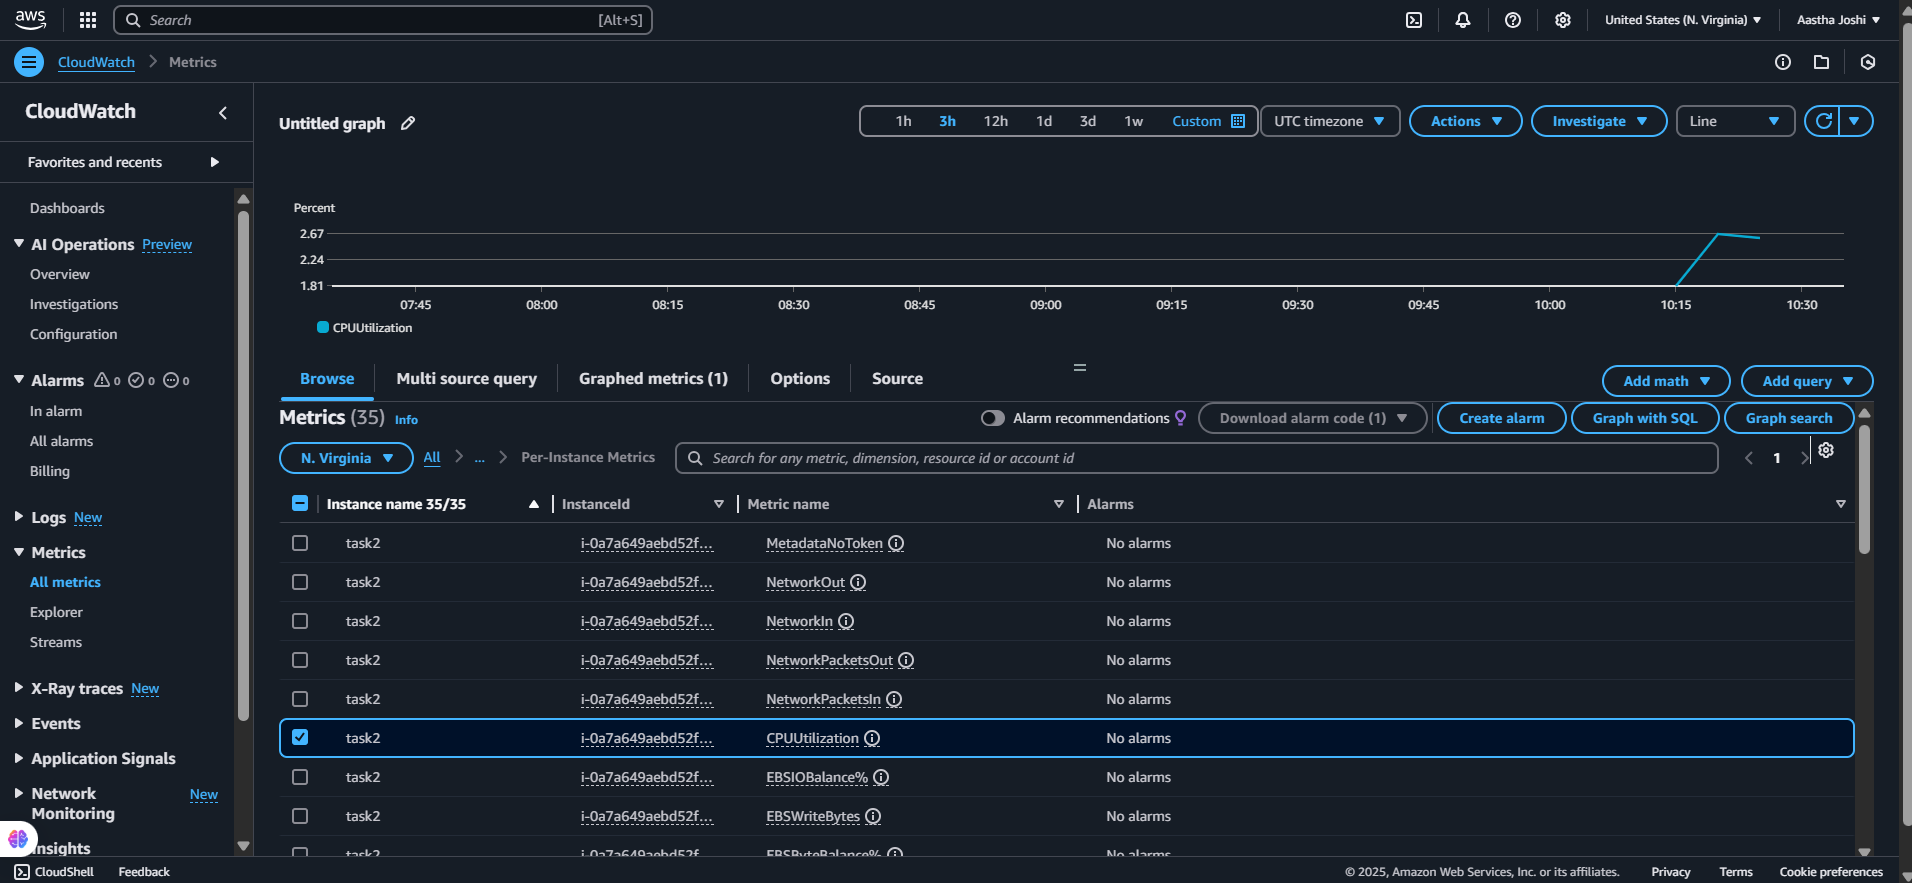 aws
Search [Alt+S]
United States (N. Virginia)
Aastha Joshi
CloudWatch
Metrics
CloudWatch
Favorites and recents
Dashboards
AI Operations Preview
Overview
Investigations
Configuration
Alarms 0 0 0
In alarm
All alarms
Billing
Logs New
Metrics
All metrics
Explorer
Streams
X-Ray traces New
Events
Application Signals
Network New
Monitoring
Insights
Untitled graph
1h 3h 12h 1d 3d 1w Custom
UTC timezone
Actions
Investigate
Line
Percent
2.67
2.24
1.81
07:45 08:00 08:15 08:30 08:45 09:00 09:15 09:30 09:45 10:00 10:15 10:30
CPUUtilization
Browse
Multi source query
Graphed metrics (1)
Options
Source
Add math
Add query
Metrics (35) Info
Alarm recommendations
Download alarm code (1)
Create alarm
Graph with SQL
Graph search
N. Virginia
All
...
Per-Instance Metrics
Search for any metric, dimension, resource id or account id
1
Instance name 35/35 InstanceId Metric name Alarms
task2 i-0a7a649aebd52f... MetadataNoToken No alarms
task2 i-0a7a649aebd52f... NetworkOut No alarms
task2 i-0a7a649aebd52f... NetworkIn No alarms
task2 i-0a7a649aebd52f... NetworkPacketsOut No alarms
task2 i-0a7a649aebd52f... NetworkPacketsIn No alarms
task2 i-0a7a649aebd52f... CPUUtilization No alarms
task2 i-0a7a649aebd52f... EBSIOBalance% No alarms
task2 i-0a7a649aebd52f... EBSWriteBytes No alarms
task2 i-0a7a649aebd52f... EBSByteBalance% No alarms
CloudShell
Feedback
© 2025, Amazon Web Services, Inc. or its affiliates.
Privacy
Terms
Cookie preferences